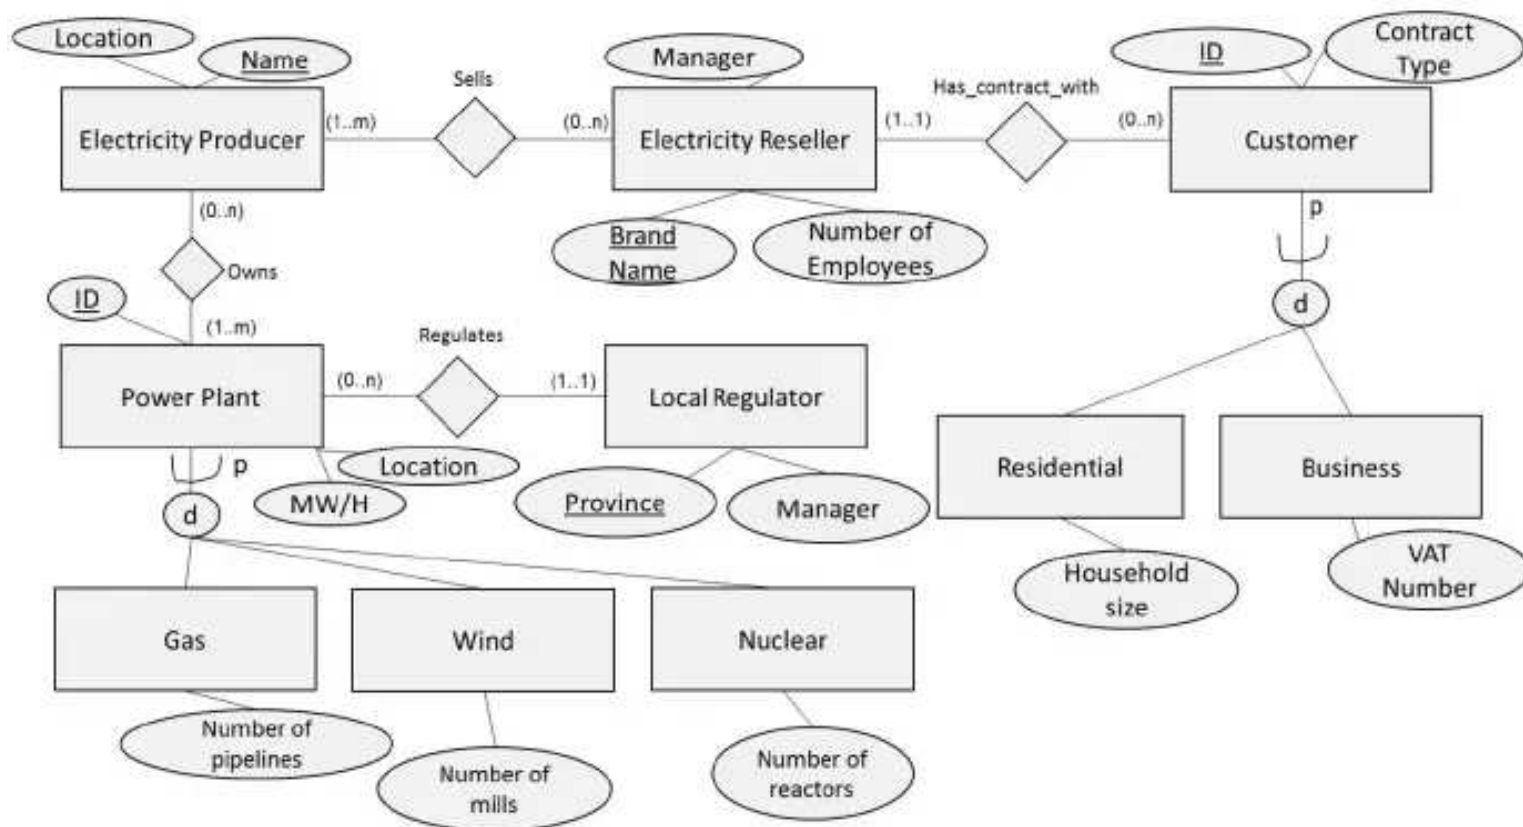 Location
Name
Manager
ID
Contract
Type
Sells
Has_contract_with
Electricity Producer
(1..m)
(0..n)
Electricity Reseller
(1..1)
(0..n)
Customer
(0..n)
p
Brand
Name
Number of
Employees
Owns
ID
d
(1..m)
Regulates
Power Plant
(0..n)
(1..1)
Local Regulator
p
Location
MW/H
d
Province
Manager
Residential
Business
Household
size
VAT
Number
Gas
Wind
Nuclear
Number of
pipelines
Number of
mills
Number of
reactors